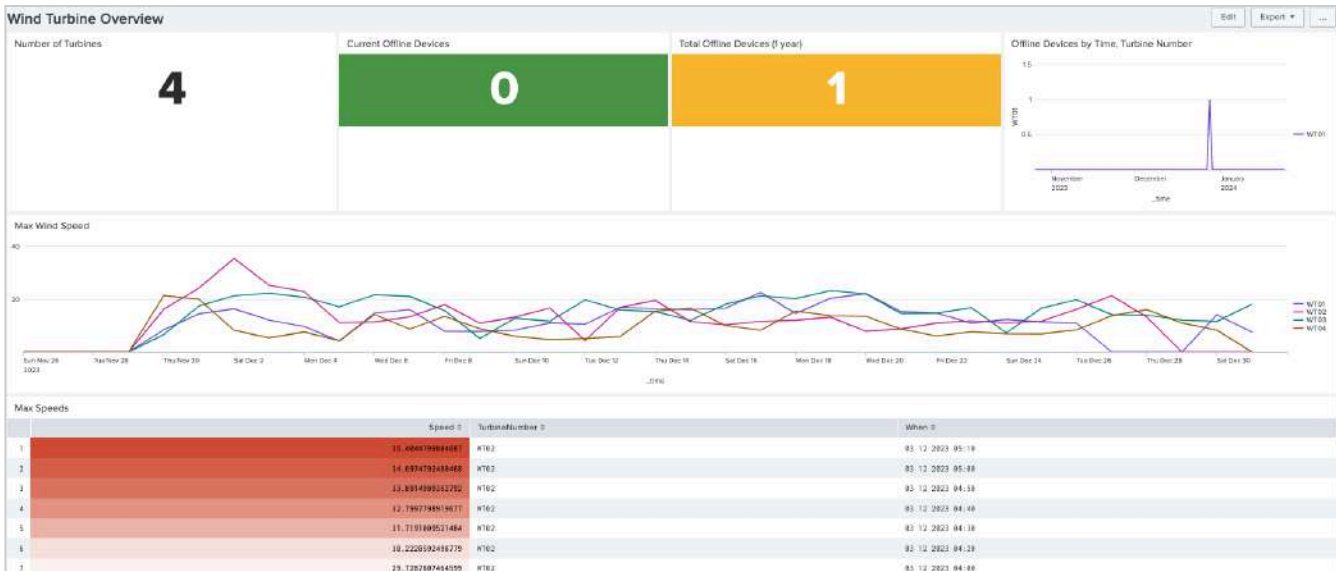 Wind Turbine Overview
Edit
Export
...
Number of Turbines
4
Current Offline Devices
0
Total Offline Devices (1 year)
1
Offline Devices by Time, Turbine Number
1.5
1
0.5
WT01
November
2023
December
January
2024
_time
WT01
Max Wind Speed
40
20
Sun Nov 26
2023
Tue Nov 28
Thu Nov 30
Sat Dec 2
Mon Dec 4
Wed Dec 6
Fri Dec 8
Sun Dec 10
Tue Dec 12
Thu Dec 14
Sat Dec 16
Mon Dec 18
Wed Dec 20
Fri Dec 22
Sun Dec 24
Tue Dec 26
Thu Dec 28
Sat Dec 30
_time
WT01
WT02
WT03
WT04
Max Speeds
Speed TurbineNumber When
1 WT02 03 12 2023 05:10
2 WT02 03 12 2023 05:00
3 WT02 03 12 2023 04:50
4 WT02 03 12 2023 04:40
5 WT02 03 12 2023 04:30
6 WT02 03 12 2023 04:20
7 WT02 03 12 2023 04:00